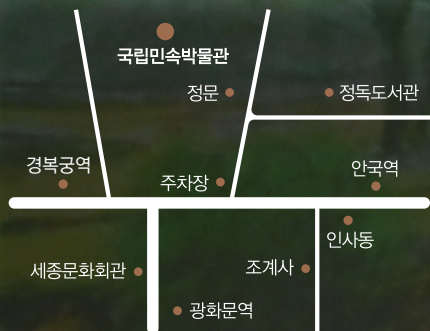 국립민속박물관
정문
정독도서관
경복궁역
주차장
안국역
인사동
세종문화회관
조계사
광화문역